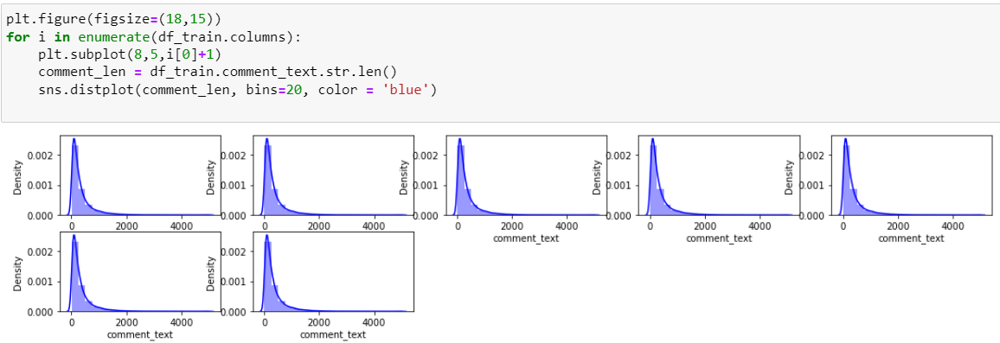 plt.figure(figsize=(18,15))
for i in enumerate(df_train.columns):
    plt.subplot(8,5,i[0]+1)
    comment_len = df_train.comment_text.str.len()
    sns.distplot(comment_len, bins=20, color = 'blue')
Density
0.002
0.001
0.000
0 2000 4000
Density
0.002
0.001
0.000
0 2000 4000
Density
0.002
0.001
0.000
0 2000 4000
comment_text
Density
0.002
0.001
0.000
0 2000 4000
comment_text
Density
0.002
0.001
0.000
0 2000 4000
comment_text
Density
0.002
0.001
0.000
0 2000 4000
comment_text
Density
0.002
0.001
0.000
0 2000 4000
comment_text